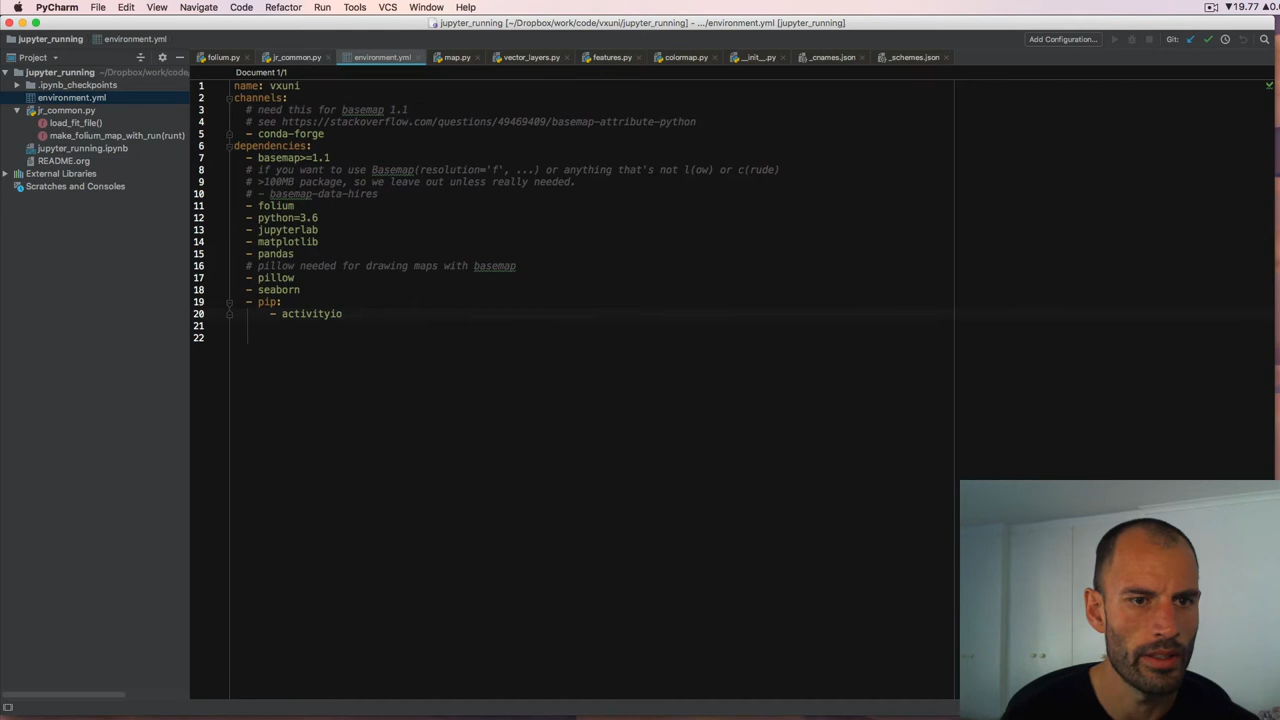 PyCharm File Edit View Navigate Code Refactor Run Tools VCS Window Help
19.77
jupyter_running [~/Dropbox/work/code/vxuni/jupyter_running] - .../environment.yml [jupyter_running]
jupyter_running environment.yml
Add Configuration...
Git:
Project
folium.py jr_common.py environment.yml map.py vector_layers.py features.py colormap.py __init__.py _cnames.json _schemes.json
jupyter_running ~/Dropbox/work/code
.ipynb_checkpoints
environment.yml
jr_common.py
load_fit_file()
make_folium_map_with_run(runt)
jupyter_running.ipynb
README.org
External Libraries
Scratches and Consoles
Document 1/1
1 name: vxuni
2 channels:
3 # need this for basemap 1.1
4 # see https://stackoverflow.com/questions/49469409/basemap-attribute-python
5 - conda-forge
6 dependencies:
7 - basemap>=1.1
8 # if you want to use Basemap(resolution='f', ...) or anything that's not l(ow) or c(rude)
9 # >100MB package, so we leave out unless really needed.
10 # - basemap-data-hires
11 - folium
12 - python=3.6
13 - jupyterlab
14 - matplotlib
15 - pandas
16 # pillow needed for drawing maps with basemap
17 - pillow
18 - seaborn
19 - pip:
20 - activityio
21
22